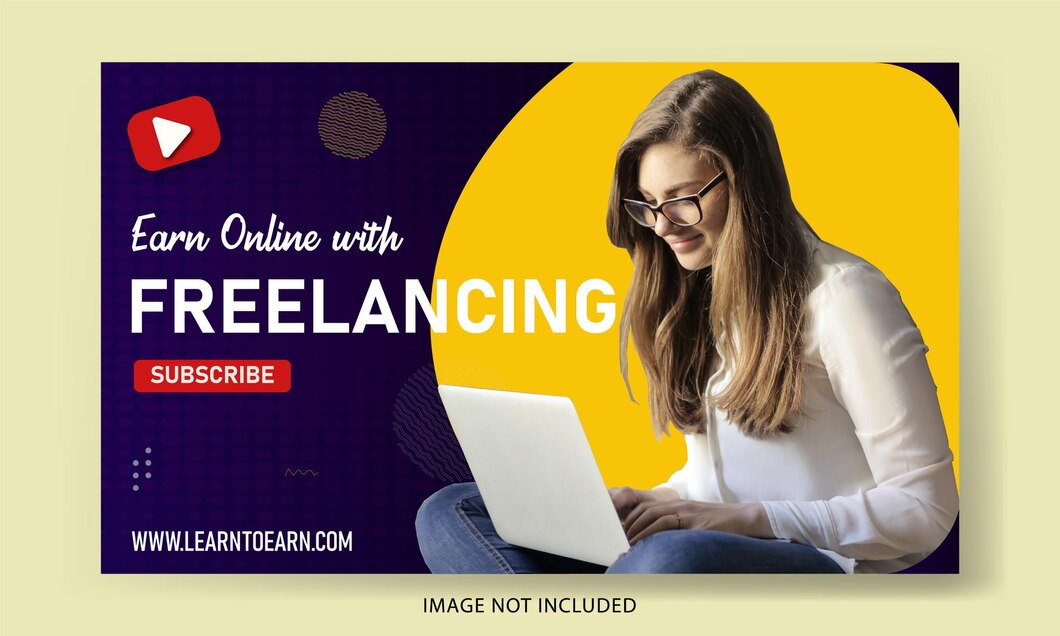 Earn Online with
FREELANCING
SUBSCRIBE
WWW.LEARNTOEARN.COM
IMAGE NOT INCLUDED